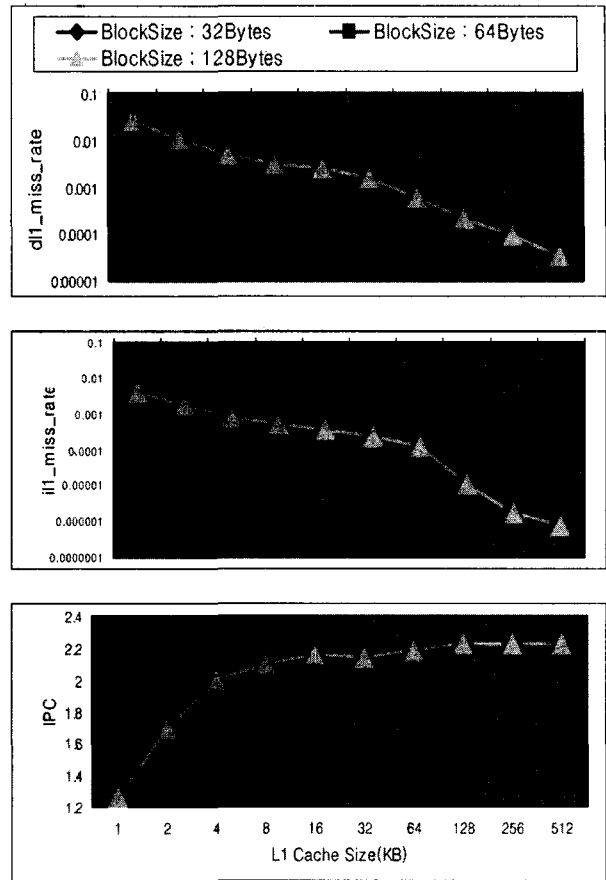 BlockSize : 32Bytes
BlockSize : 64Bytes
BlockSize : 128Bytes
0.1
0.01
0.001
0.0001
0.00001
dl1_miss_rate
0.1
0.01
0.001
0.0001
0.00001
0.000001
0.0000001
il1_miss_rate
2.4
2.2
2
1.8
1.6
1.4
1.2
IPC
1 2 4 8 16 32 64 128 256 512
L1 Cache Size(KB)